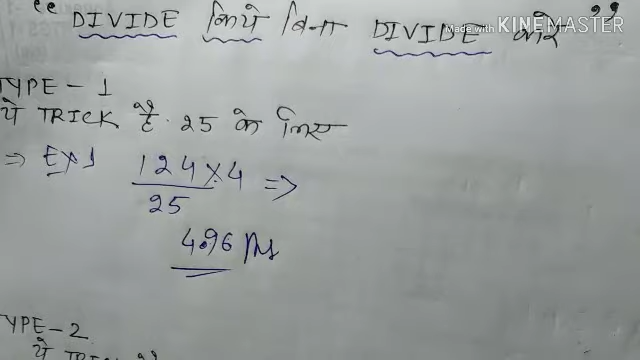 Made with KINEMASTER
“ DIVIDE किये बिना DIVIDE करे ”
TYPE-1
ये TRICK है 25 के लिए
⇒ Ex1 124×4 ⇒
25
4.96 Ans
YPE-2
ये TRICK है